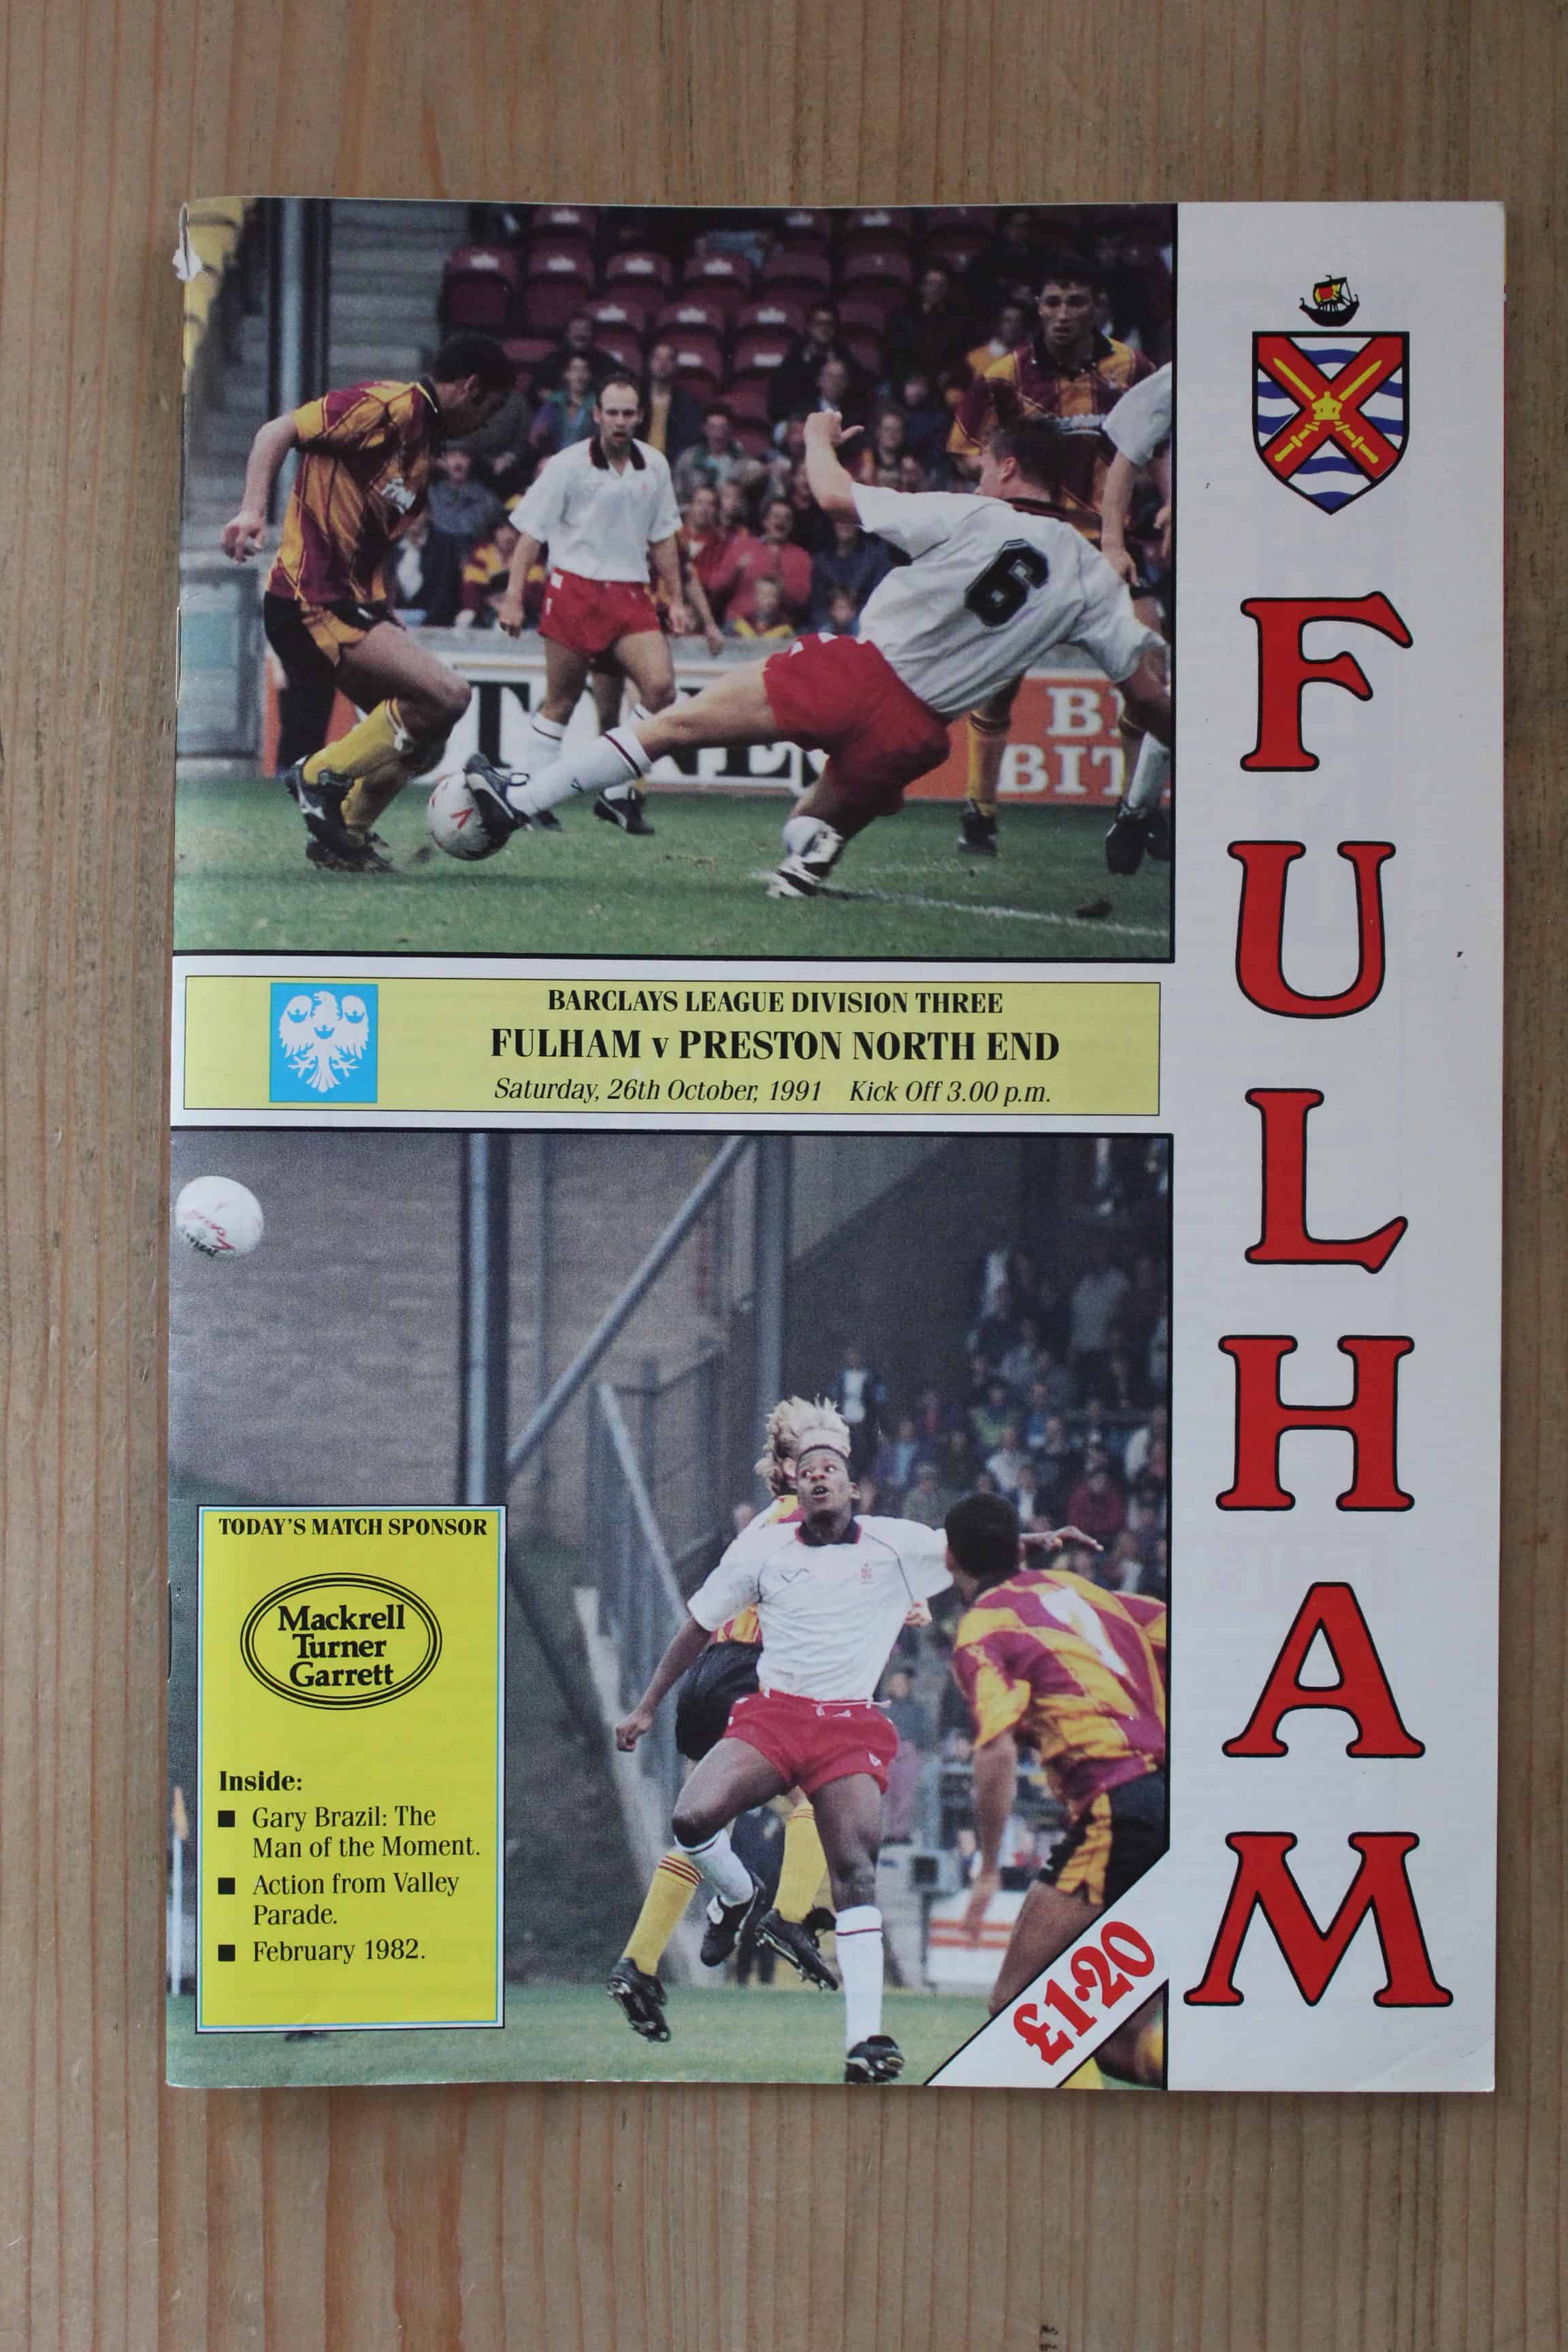 6
BI
BIT
BARCLAYS LEAGUE DIVISION THREE
FULHAM v PRESTON NORTH END
Saturday, 26th October, 1991 Kick Off 3.00 p.m.
TODAY'S MATCH SPONSOR
Mackrell
Turner
Garrett
Inside:
■ Gary Brazil: The
Man of the Moment.
■ Action from Valley
Parade.
■ February 1982.
£1·20
FULHAM